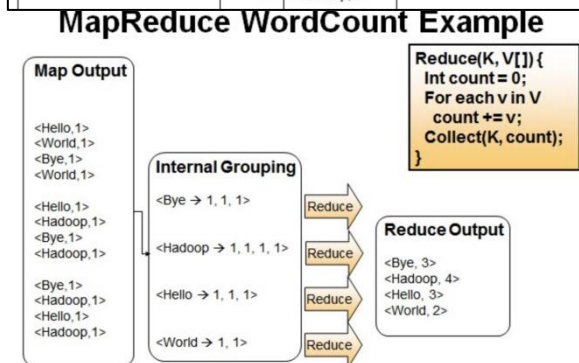 MapReduce WordCount Example
Map Output
<Hello,1>
<World,1>
<Bye,1>
<World,1>
<Hello,1>
<Hadoop,1>
<Bye,1>
<Hadoop,1>
<Bye,1>
<Hadoop,1>
<Hello,1>
<Hadoop,1>
Internal Grouping
<Bye → 1, 1, 1>
<Hadoop → 1, 1, 1, 1>
<Hello → 1, 1, 1>
<World → 1, 1>
Reduce
Reduce
Reduce
Reduce
Reduce(K, V[]) {
Int count = 0;
For each v in V
count += v;
Collect(K, count);
}
Reduce Output
<Bye, 3>
<Hadoop, 4>
<Hello, 3>
<World, 2>